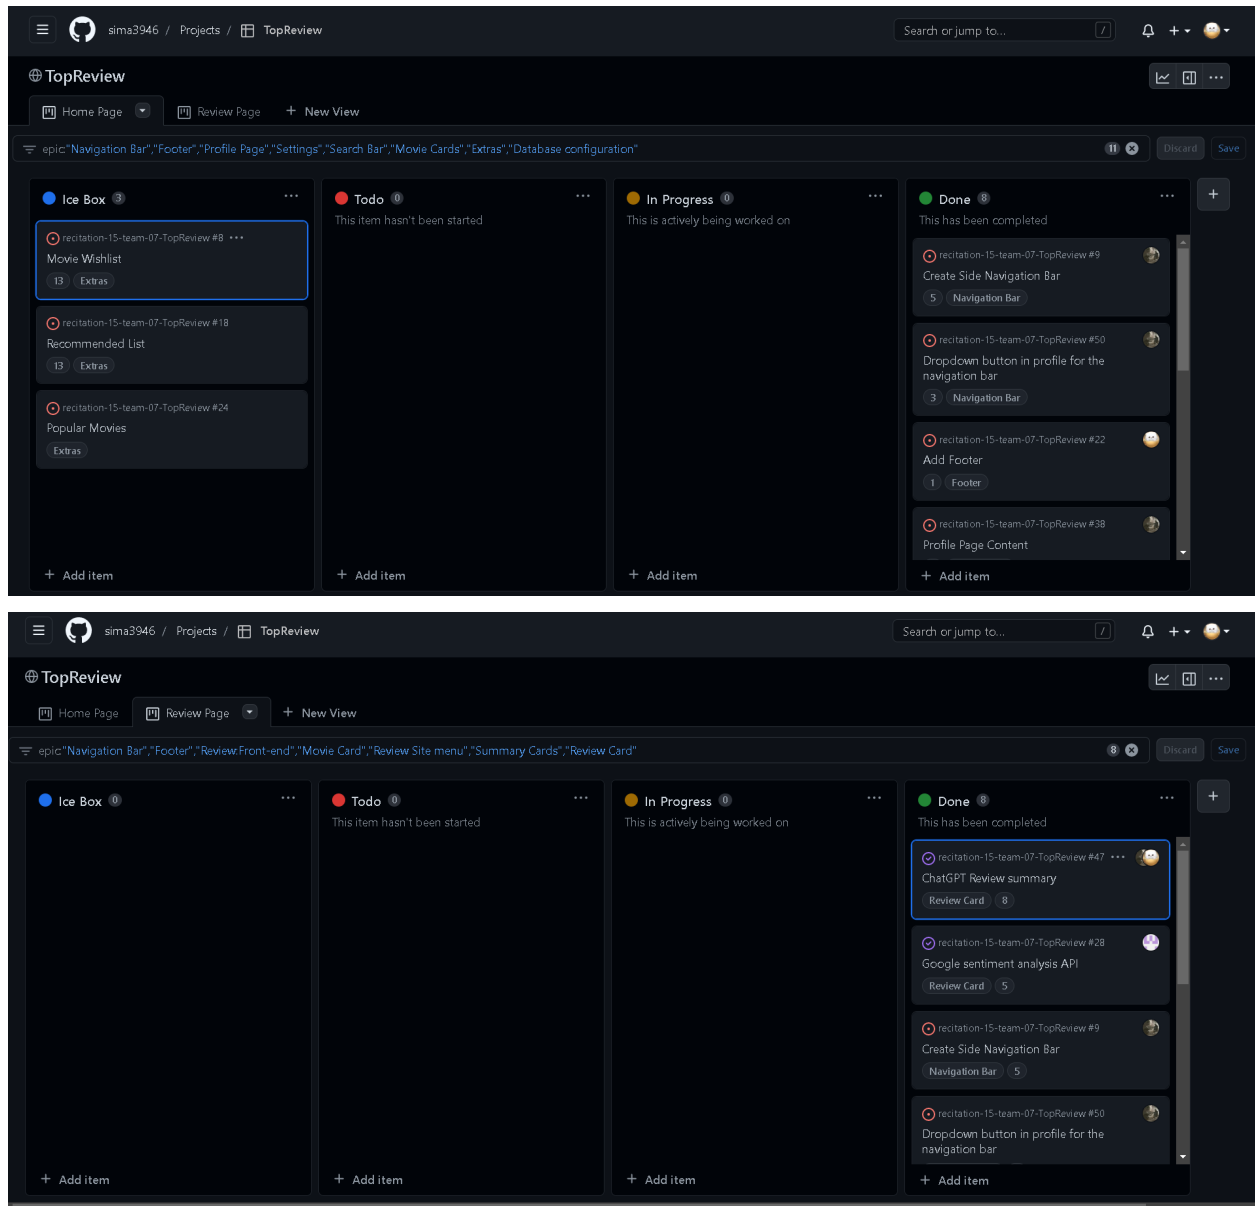 sima3946 / Projects / TopReview
Search or jump to... /
TopReview
Home Page Review Page + New View
epic:"Navigation Bar","Footer","Profile Page","Settings","Search Bar","Movie Cards","Extras","Database configuration" 11 Discard Save
Ice Box 3
recitation-15-team-07-TopReview #8
Movie Wishlist
13 Extras
recitation-15-team-07-TopReview #18
Recommended List
13 Extras
recitation-15-team-07-TopReview #24
Popular Movies
Extras
+ Add item
Todo 0
This item hasn't been started
+ Add item
In Progress 0
This is actively being worked on
+ Add item
Done 8
This has been completed
recitation-15-team-07-TopReview #9
Create Side Navigation Bar
5 Navigation Bar
recitation-15-team-07-TopReview #50
Dropdown button in profile for the
navigation bar
3 Navigation Bar
recitation-15-team-07-TopReview #22
Add Footer
1 Footer
recitation-15-team-07-TopReview #38
Profile Page Content
+ Add item
sima3946 / Projects / TopReview
Search or jump to... /
TopReview
Home Page Review Page + New View
epic:"Navigation Bar","Footer","Review:Front-end","Movie Card","Review Site menu","Summary Cards","Review Card" 8 Discard Save
Ice Box 0
+ Add item
Todo 0
This item hasn't been started
+ Add item
In Progress 0
This is actively being worked on
+ Add item
Done 8
This has been completed
recitation-15-team-07-TopReview #47
ChatGPT Review summary
Review Card 8
recitation-15-team-07-TopReview #28
Google sentiment analysis API
Review Card 5
recitation-15-team-07-TopReview #9
Create Side Navigation Bar
Navigation Bar 5
recitation-15-team-07-TopReview #50
Dropdown button in profile for the
navigation bar
+ Add item